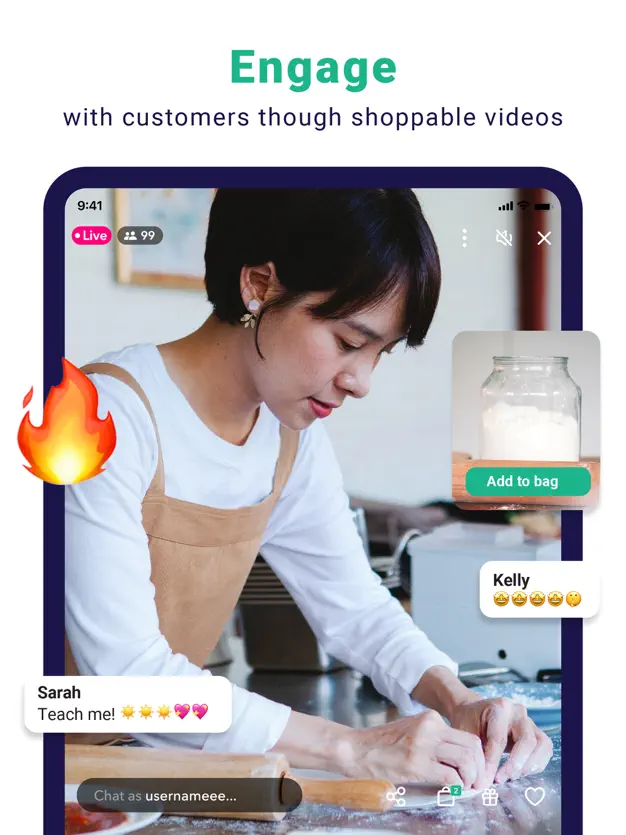 Engage
with customers though shoppable videos
9:41
Live
99
Add to bag
Kelly
🤩🤩🤩🤩🤫
Sarah
Teach me! ☀️☀️☀️💖💖
Chat as usernameee...
2